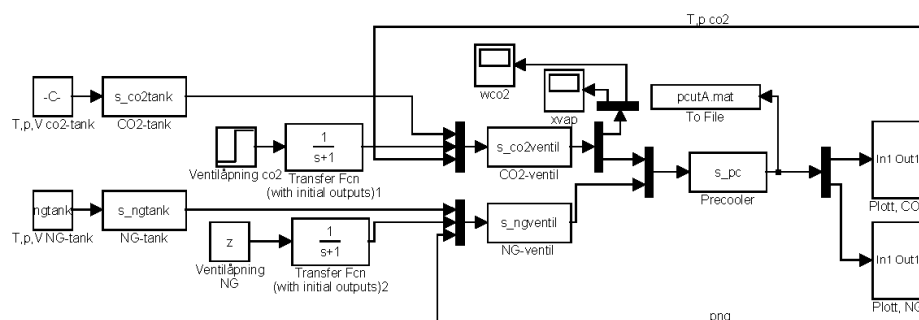 T,p co2
wco2
xvap
pcutA.mat
To File
-C-
T,p,V co2-tank
s_co2tank
CO2-tank
Ventilåpning co2
1
s+1
Transfer Fcn
(with initial outputs)1
s_co2ventil
CO2-ventil
s_pc
Precooler
In1 Out1
Plott, CO
ngtank
T,p,V NG-tank
s_ngtank
NG-tank
z
Ventilåpning
NG
1
s+1
Transfer Fcn
(with initial outputs)2
s_ngventil
NG-ventil
In1 Out1
Plott, NG
png